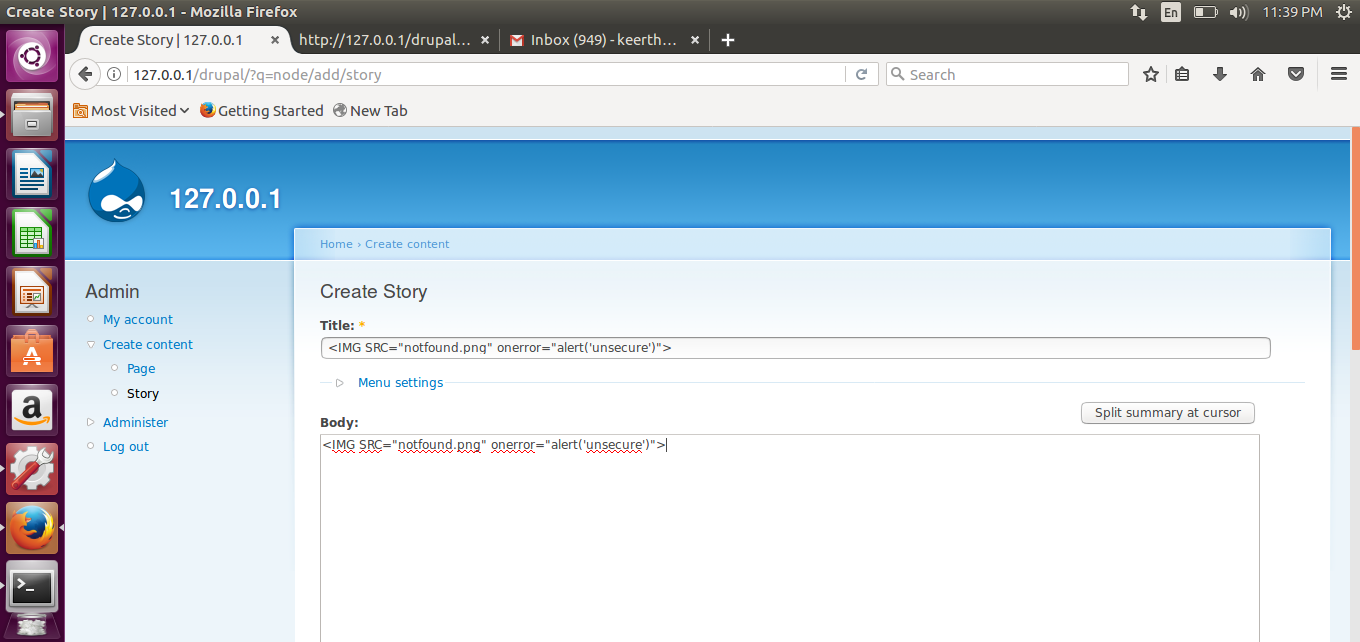 Create Story | 127.0.0.1 - Mozilla Firefox
En
11:39 PM
Create Story | 127.0.0.1
http://127.0.0.1/drupal...
Inbox (949) - keerth...
127.0.0.1/drupal/?q=node/add/story
Search
Most Visited
Getting Started
New Tab
127.0.0.1
Home › Create content
Admin
My account
Create content
Page
Story
Administer
Log out
Create Story
Title: *
<IMG SRC="notfound.png" onerror="alert('unsecure')">
Menu settings
Split summary at cursor
Body:
<IMG SRC="notfound.png" onerror="alert('unsecure')">